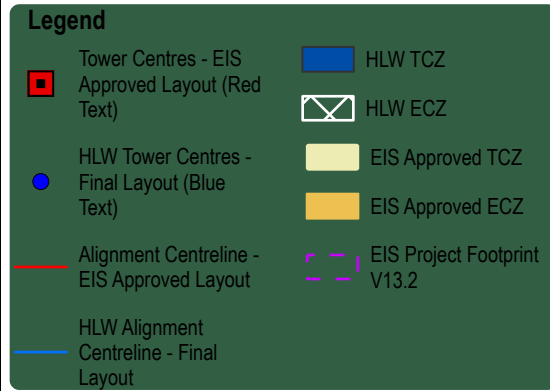 Legend
Tower Centres - EIS
Approved Layout (Red
Text)
HLW Tower Centres -
Final Layout (Blue
Text)
Alignment Centreline -
EIS Approved Layout
HLW Alignment
Centreline - Final
Layout
HLW TCZ
HLW ECZ
EIS Approved TCZ
EIS Approved ECZ
EIS Project Footprint
V13.2